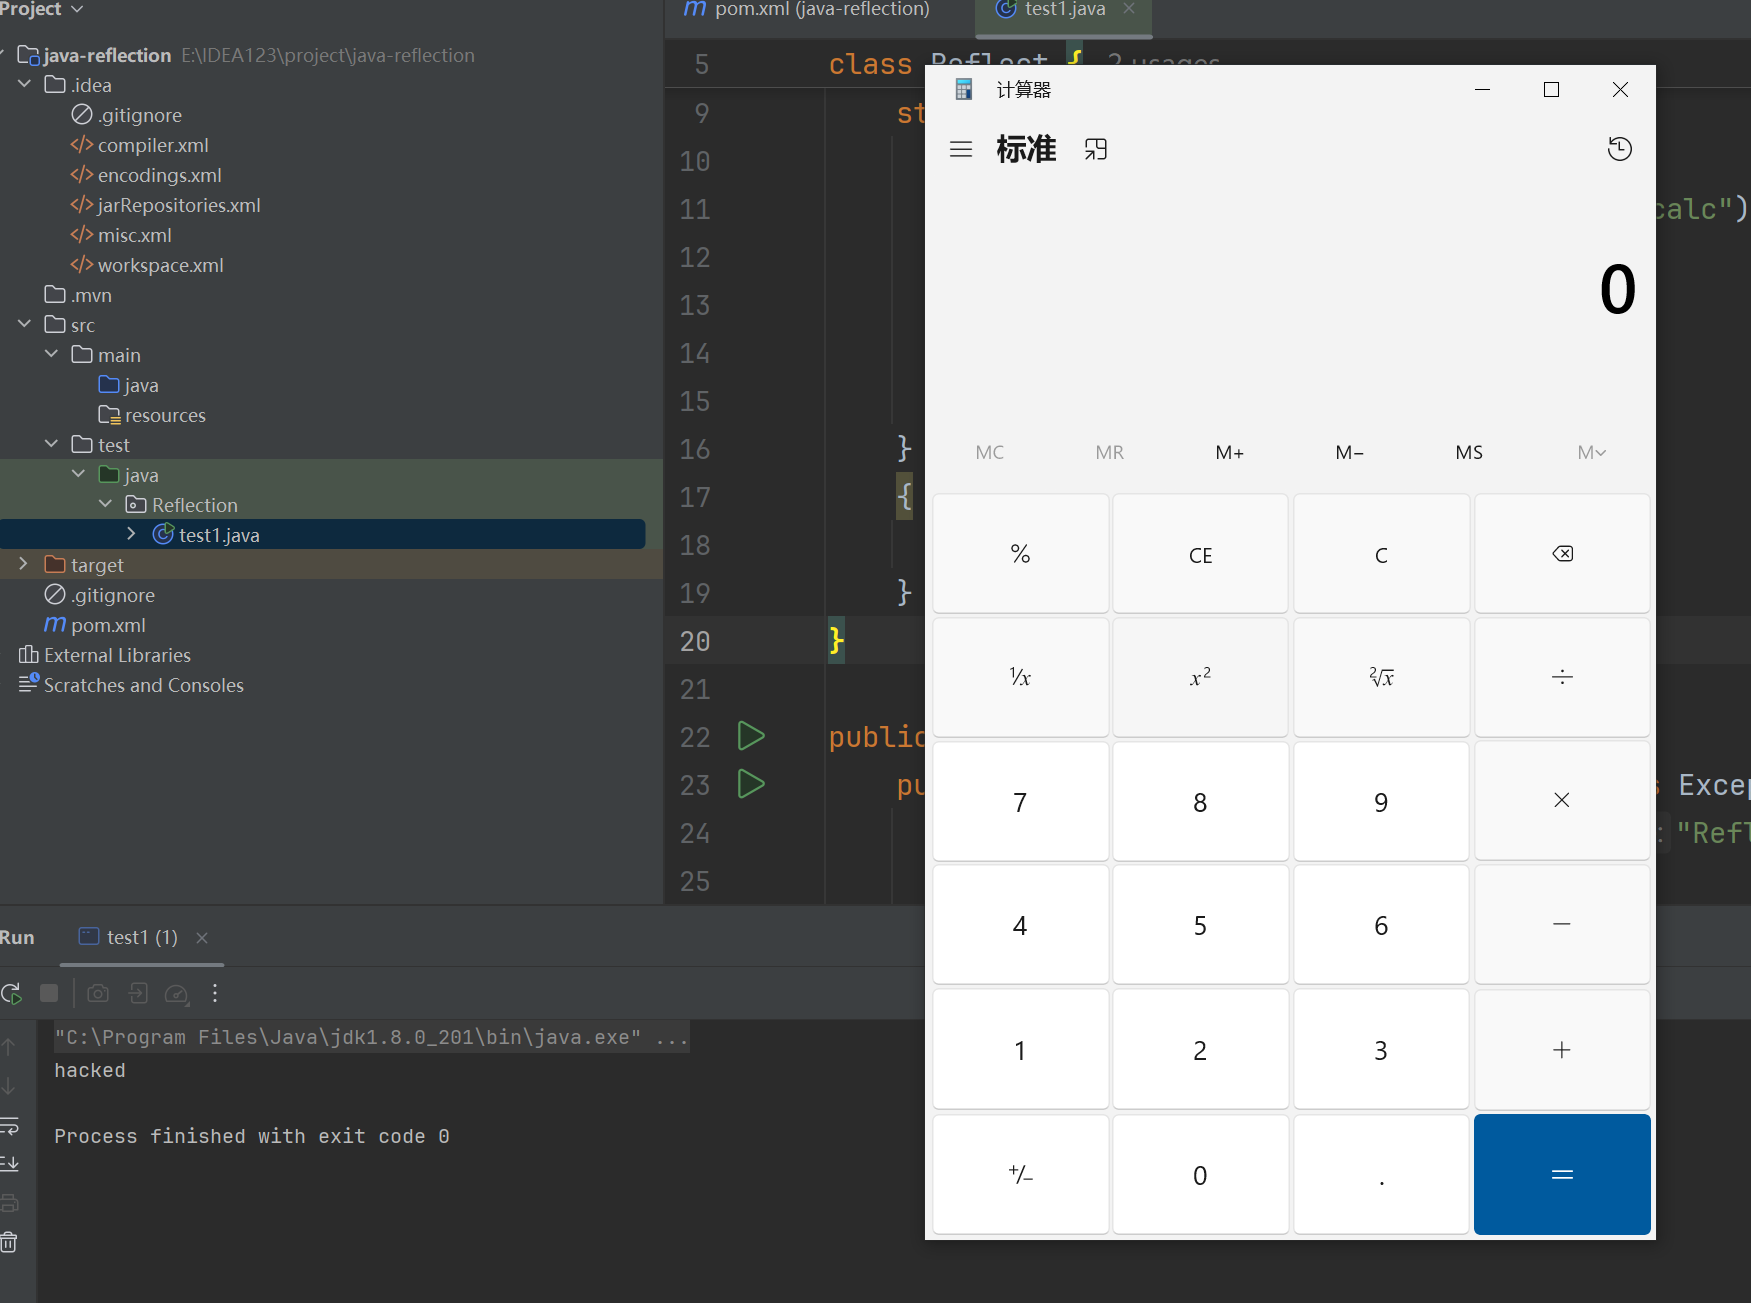 Project
java-reflection E:\IDEA123\project\java-reflection
.idea
.gitignore
compiler.xml
encodings.xml
jarRepositories.xml
misc.xml
workspace.xml
.mvn
src
main
java
resources
test
java
Reflection
test1.java
target
.gitignore
pom.xml
External Libraries
Scratches and Consoles
pom.xml (java-reflection)
test1.java
5 class Reflect { 2 usages
9 st
10
11 calc")
12
13
14
15
16 }
17 {
18
19 }
20 }
21
22 public
23 pu s Excep
24 : "Refl
25
计算器
标准
0
MC MR M+ M− MS M
% CE C
1/x x² ²√x ÷
7 8 9 ×
4 5 6 −
1 2 3 +
+/− 0 . =
Run test1 (1)
"C:\Program Files\Java\jdk1.8.0_201\bin\java.exe" ...
hacked
Process finished with exit code 0